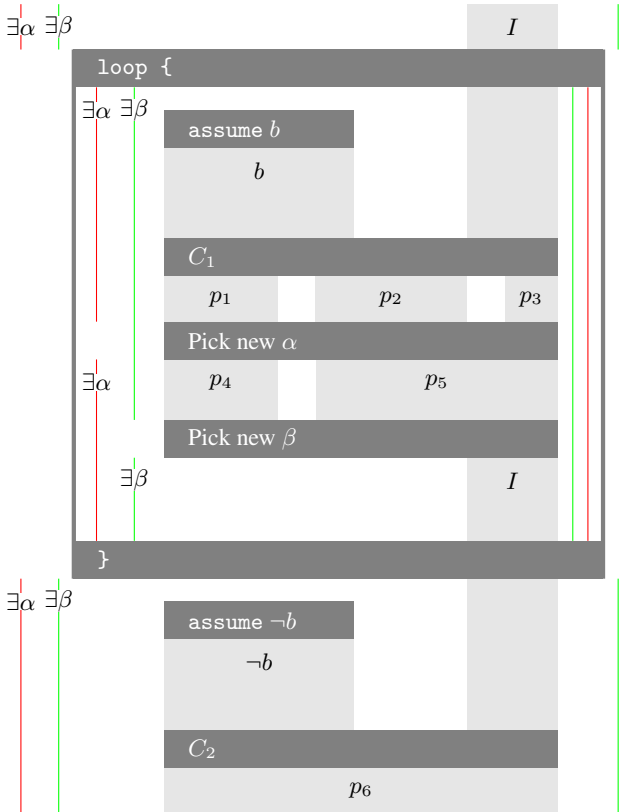 ∃α ∃β I
loop {
∃α ∃β
assume b
b
C₁
p₁ p₂ p₃
Pick new α
∃α p₄ p₅
Pick new β
∃β I
}
∃α ∃β
assume ¬b
¬b
C₂
p₆